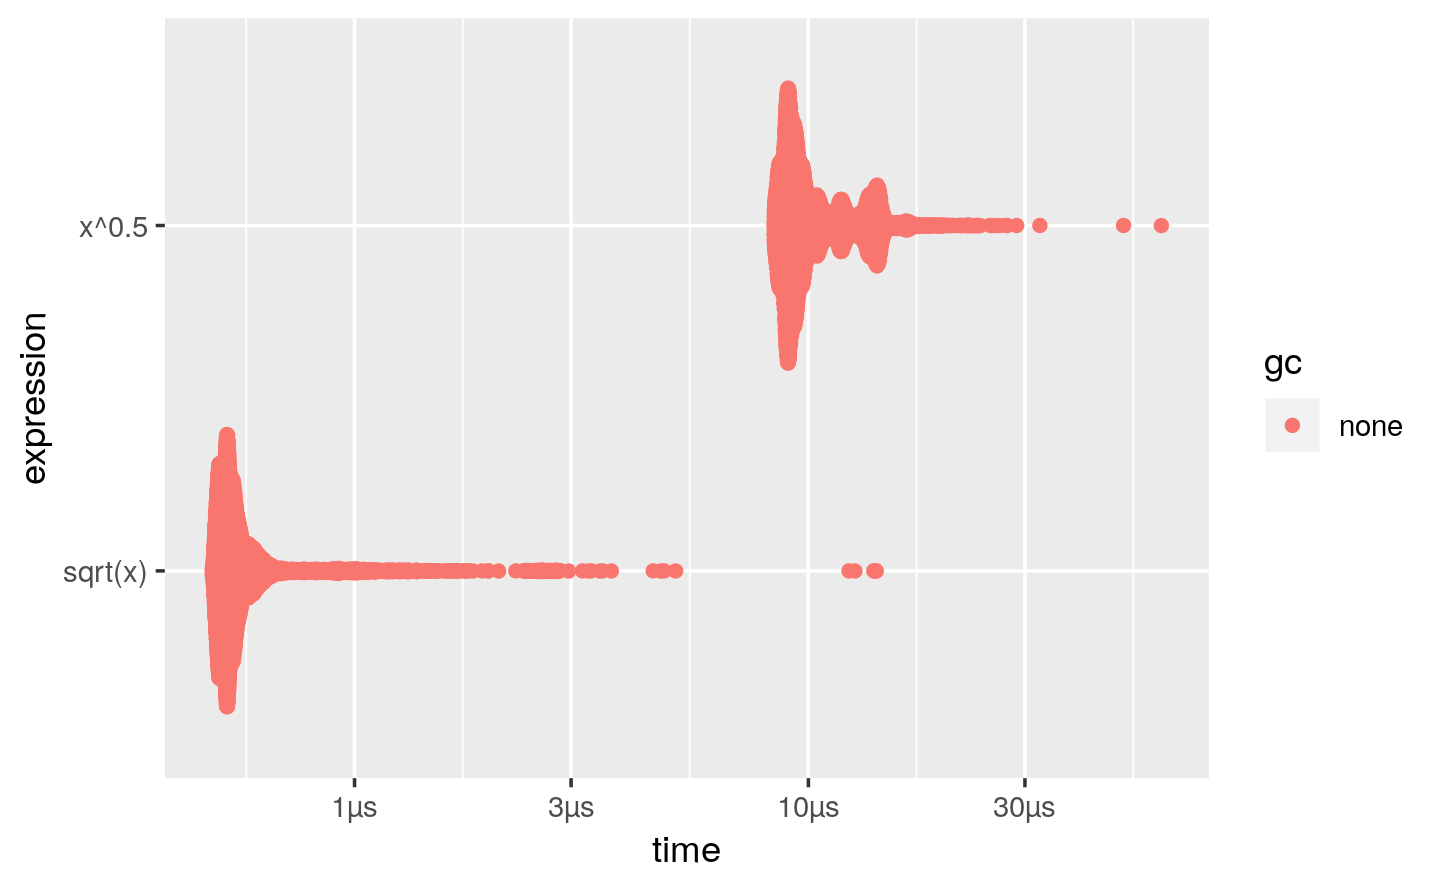 x^0.5
sqrt(x)
expression
1µs
3µs
10µs
30µs
time
gc
none